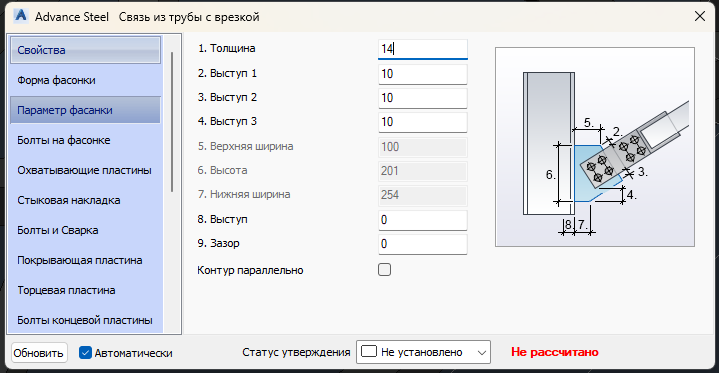 Advance Steel Связь из трубы с врезкой
Свойства
Форма фасонки
Параметр фасанки
Болты на фасонке
Охватывающие пластины
Стыковая накладка
Болты и Сварка
Покрывающая пластина
Торцевая пластина
Болты концевой пластины
1. Толщина 14
2. Выступ 1 10
3. Выступ 2 10
4. Выступ 3 10
5. Верхняя ширина 100
6. Высота 201
7. Нижняя ширина 254
8. Выступ 0
9. Зазор 0
Контур параллельно
5. 2.
6. 3.
4.
8. 7.
Обновить Автоматически Статус утверждения Не установлено Не рассчитано